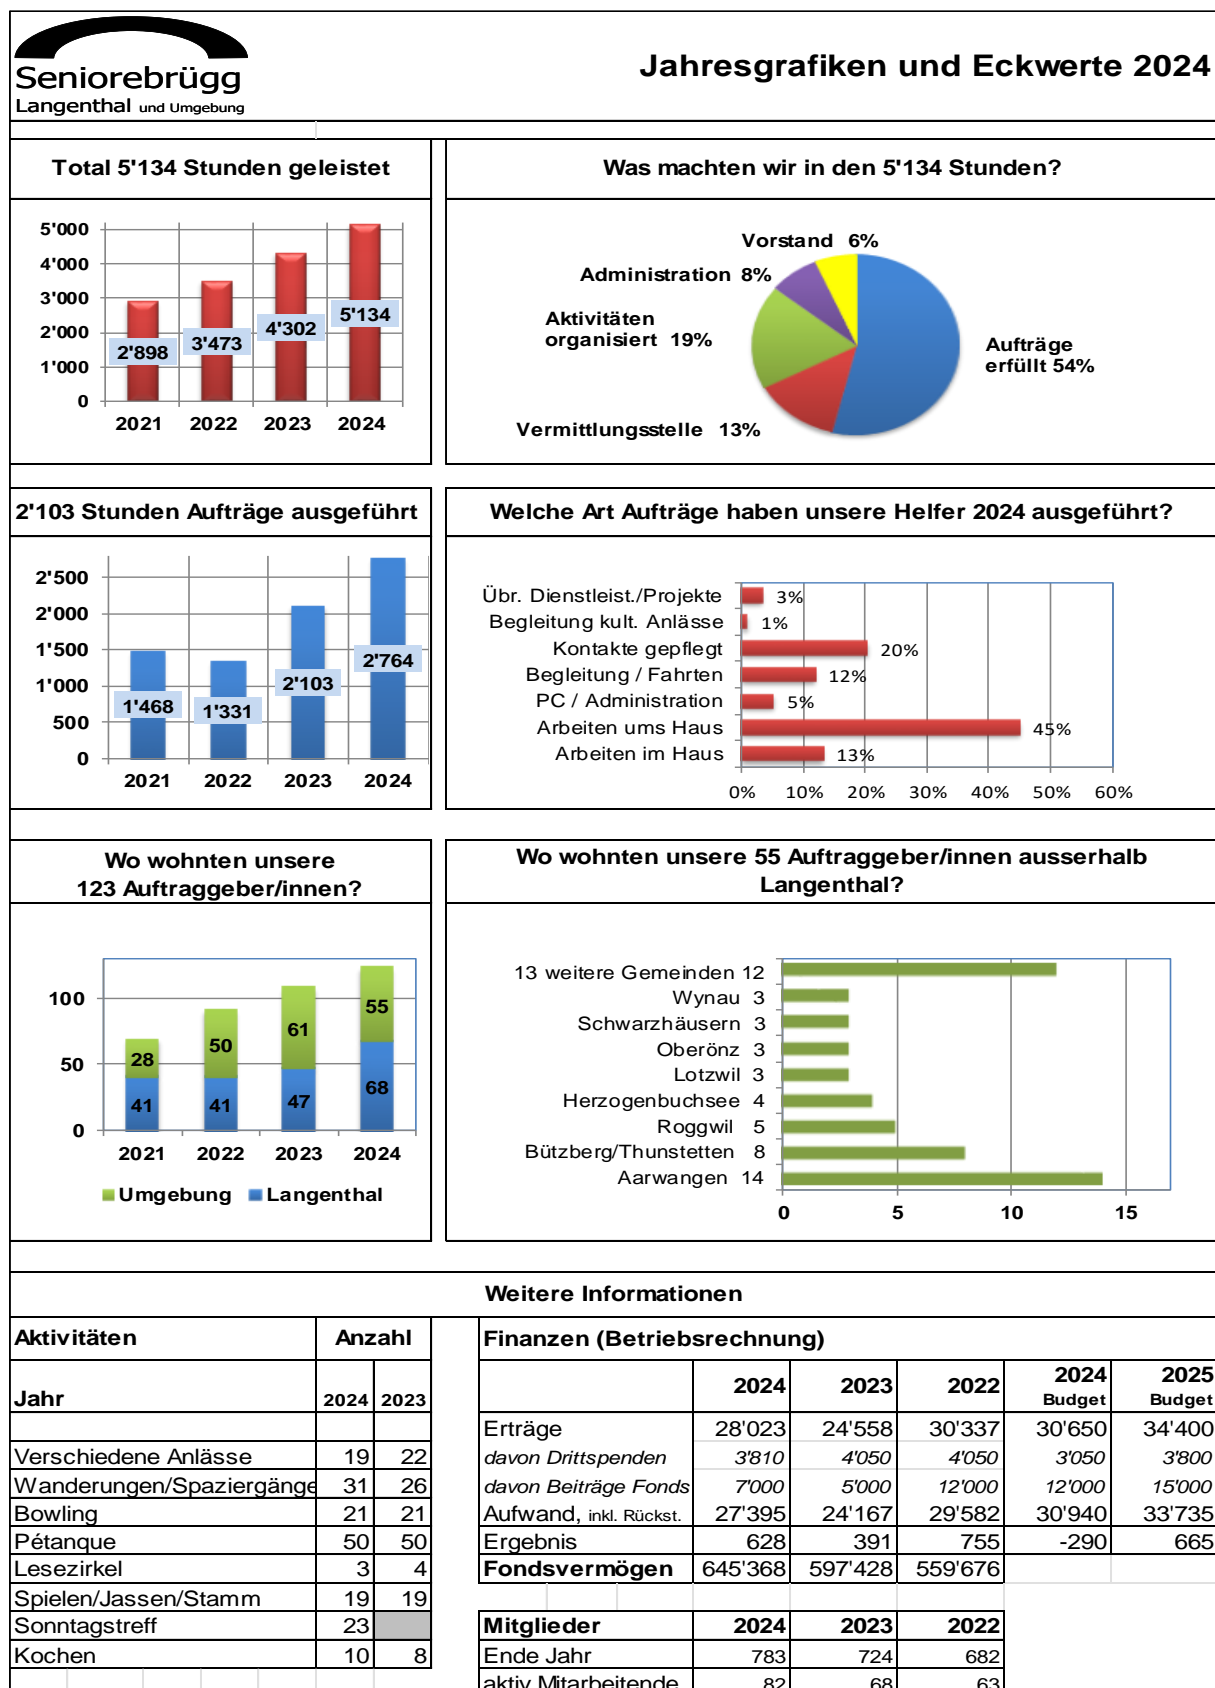 Seniorebrügg
Langenthal und Umgebung
Jahresgrafiken und Eckwerte 2024
Total 5'134 Stunden geleistet
5'000
4'000
3'000
2'000
1'000
0
2'898
3'473
4'302
5'134
2021 2022 2023 2024
Was machten wir in den 5'134 Stunden?
Vorstand 6%
Administration 8%
Aktivitäten
organisiert 19%
Aufträge
erfüllt 54%
Vermittlungsstelle 13%
2'103 Stunden Aufträge ausgeführt
2'500
2'000
1'500
1'000
500
0
1'468
1'331
2'103
2'764
2021 2022 2023 2024
Welche Art Aufträge haben unsere Helfer 2024 ausgeführt?
Übr. Dienstleist./Projekte 3%
Begleitung kult. Anlässe 1%
Kontakte gepflegt 20%
Begleitung / Fahrten 12%
PC / Administration 5%
Arbeiten ums Haus 45%
Arbeiten im Haus 13%
0% 10% 20% 30% 40% 50% 60%
Wo wohnten unsere
123 Auftraggeber/innen?
100
50
0
28 50 61 55
41 41 47 68
2021 2022 2023 2024
Umgebung Langenthal
Wo wohnten unsere 55 Auftraggeber/innen ausserhalb
Langenthal?
13 weitere Gemeinden 12
Wynau 3
Schwarzhäusern 3
Oberönz 3
Lotzwil 3
Herzogenbuchsee 4
Roggwil 5
Bützberg/Thunstetten 8
Aarwangen 14
0 5 10 15
Weitere Informationen
Aktivitäten Anzahl
Jahr 2024 2023
Verschiedene Anlässe 19 22
Wanderungen/Spaziergänge 31 26
Bowling 21 21
Pétanque 50 50
Lesezirkel 3 4
Spielen/Jassen/Stamm 19 19
Sonntagstreff 23
Kochen 10 8
Finanzen (Betriebsrechnung)
2024 2023 2022 2024 2025
Budget Budget
Erträge 28'023 24'558 30'337 30'650 34'400
davon Drittspenden 3'810 4'050 4'050 3'050 3'800
davon Beiträge Fonds 7'000 5'000 12'000 12'000 15'000
Aufwand, inkl. Rückst. 27'395 24'167 29'582 30'940 33'735
Ergebnis 628 391 755 -290 665
Fondsvermögen 645'368 597'428 559'676
Mitglieder 2024 2023 2022
Ende Jahr 783 724 682
aktiv Mitarbeitende 82 68 63